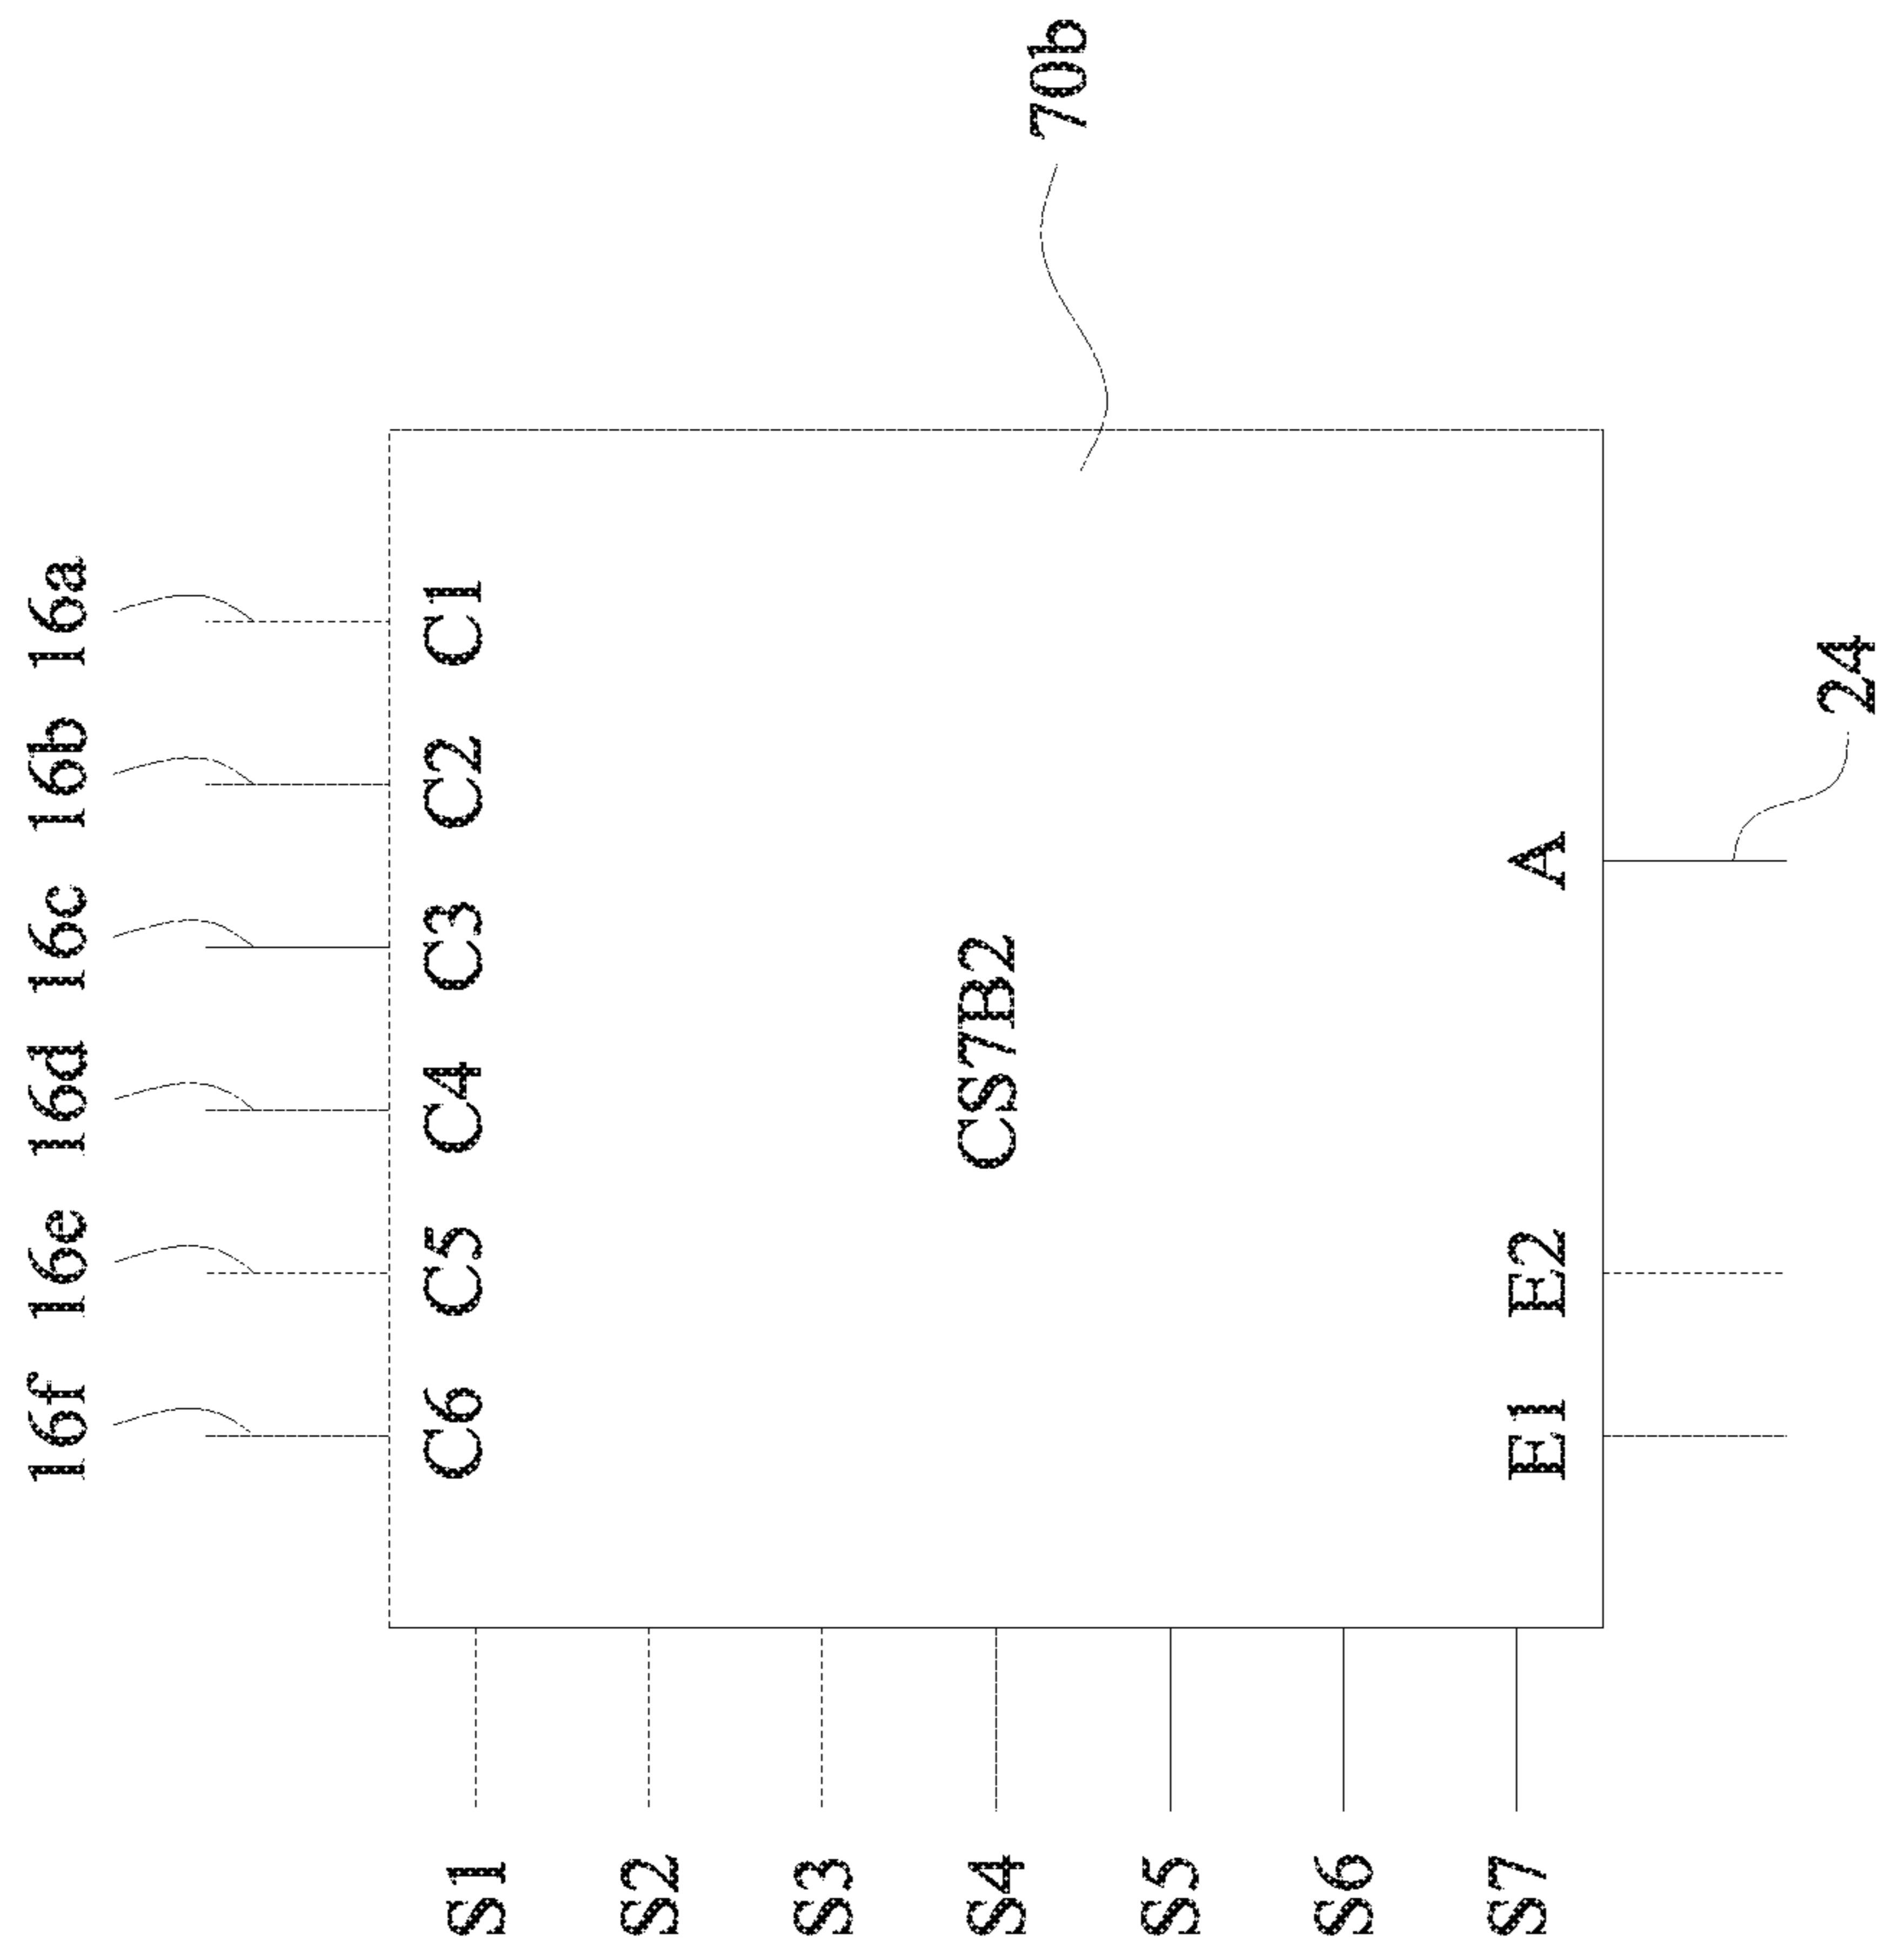 16f 16e 16d 16c 16b 16a
C6 C5 C4 C3 C2 C1
S1
S2
S3
CS7B2
S4
70b
S5
S6
E1 E2 A
S7
24